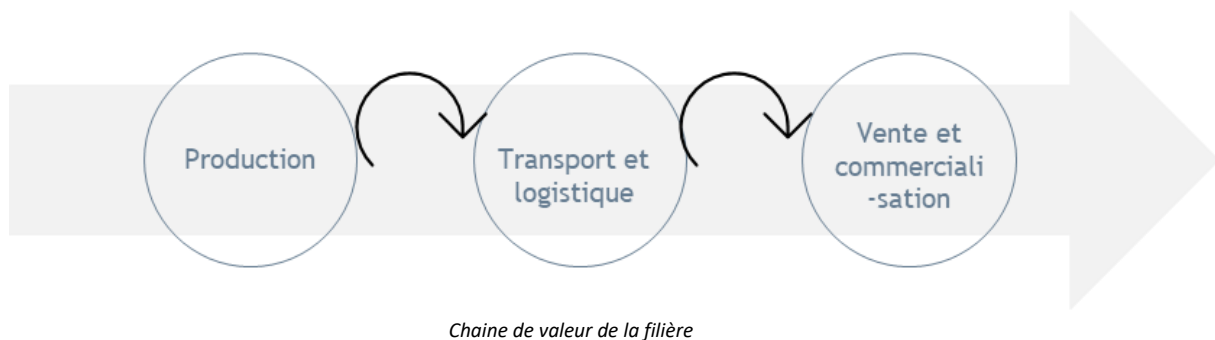 Production
Transport et
logistique
Vente et
commerciali
-sation
Chaine de valeur de la filière